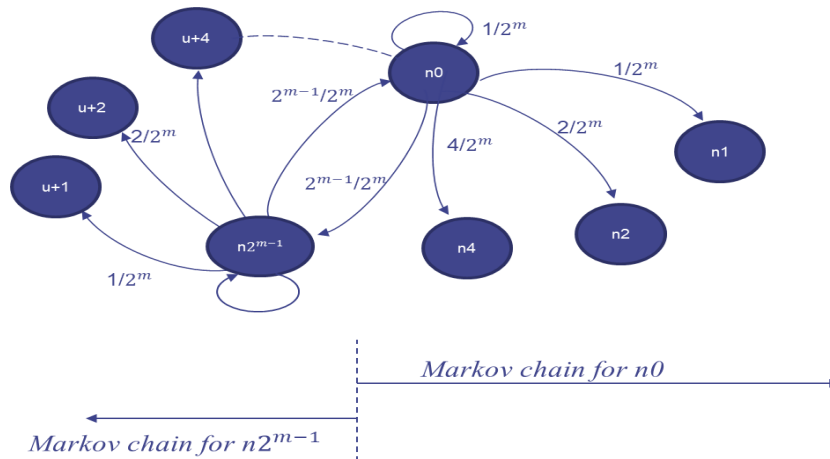 u+4
n0
1/2^m
1/2^m
u+2
2^{m-1}/2^m
2/2^m
2/2^m
4/2^m
n1
u+1
2^{m-1}/2^m
n2^{m-1}
n4
n2
1/2^m
Markov chain for n0
Markov chain for n2^{m-1}